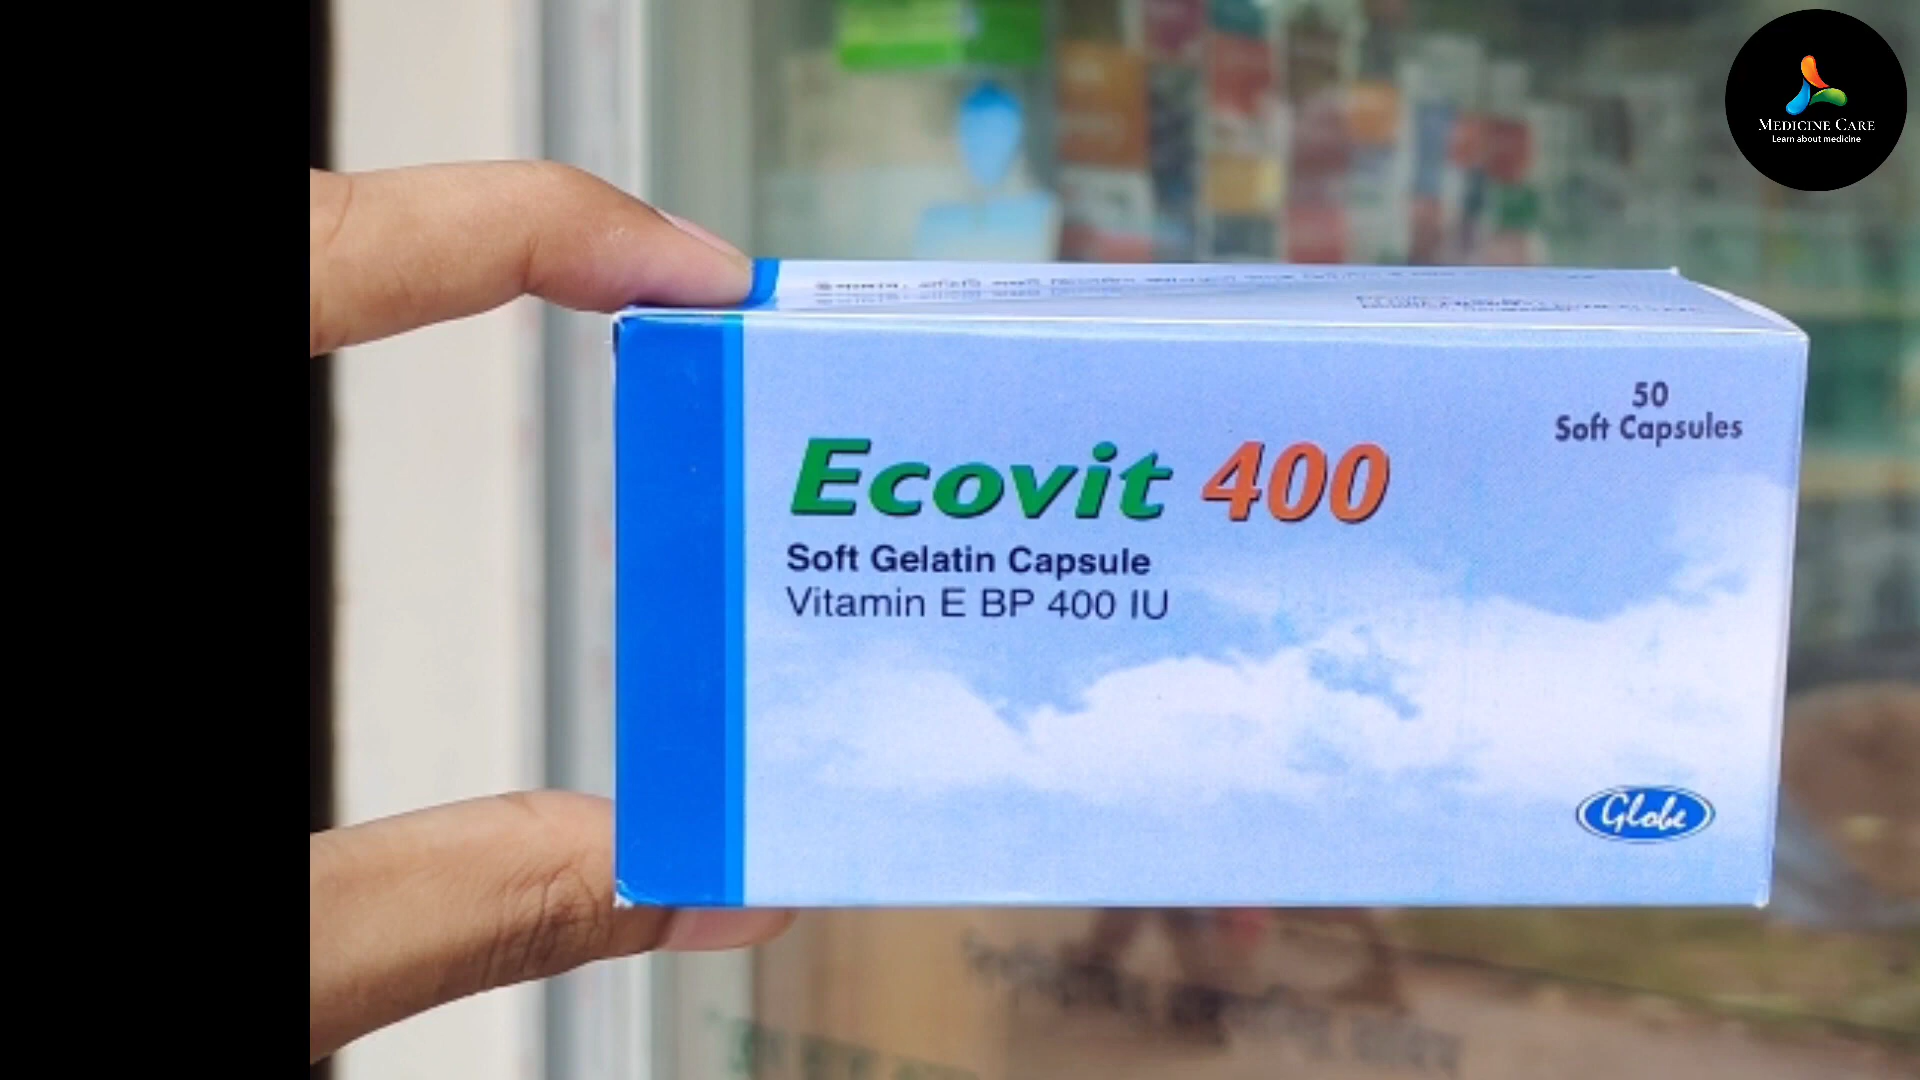 MEDICINE CARE
Learn about medicine
50
Soft Capsules
Ecovit 400
Soft Gelatin Capsule
Vitamin E BP 400 IU
Globe